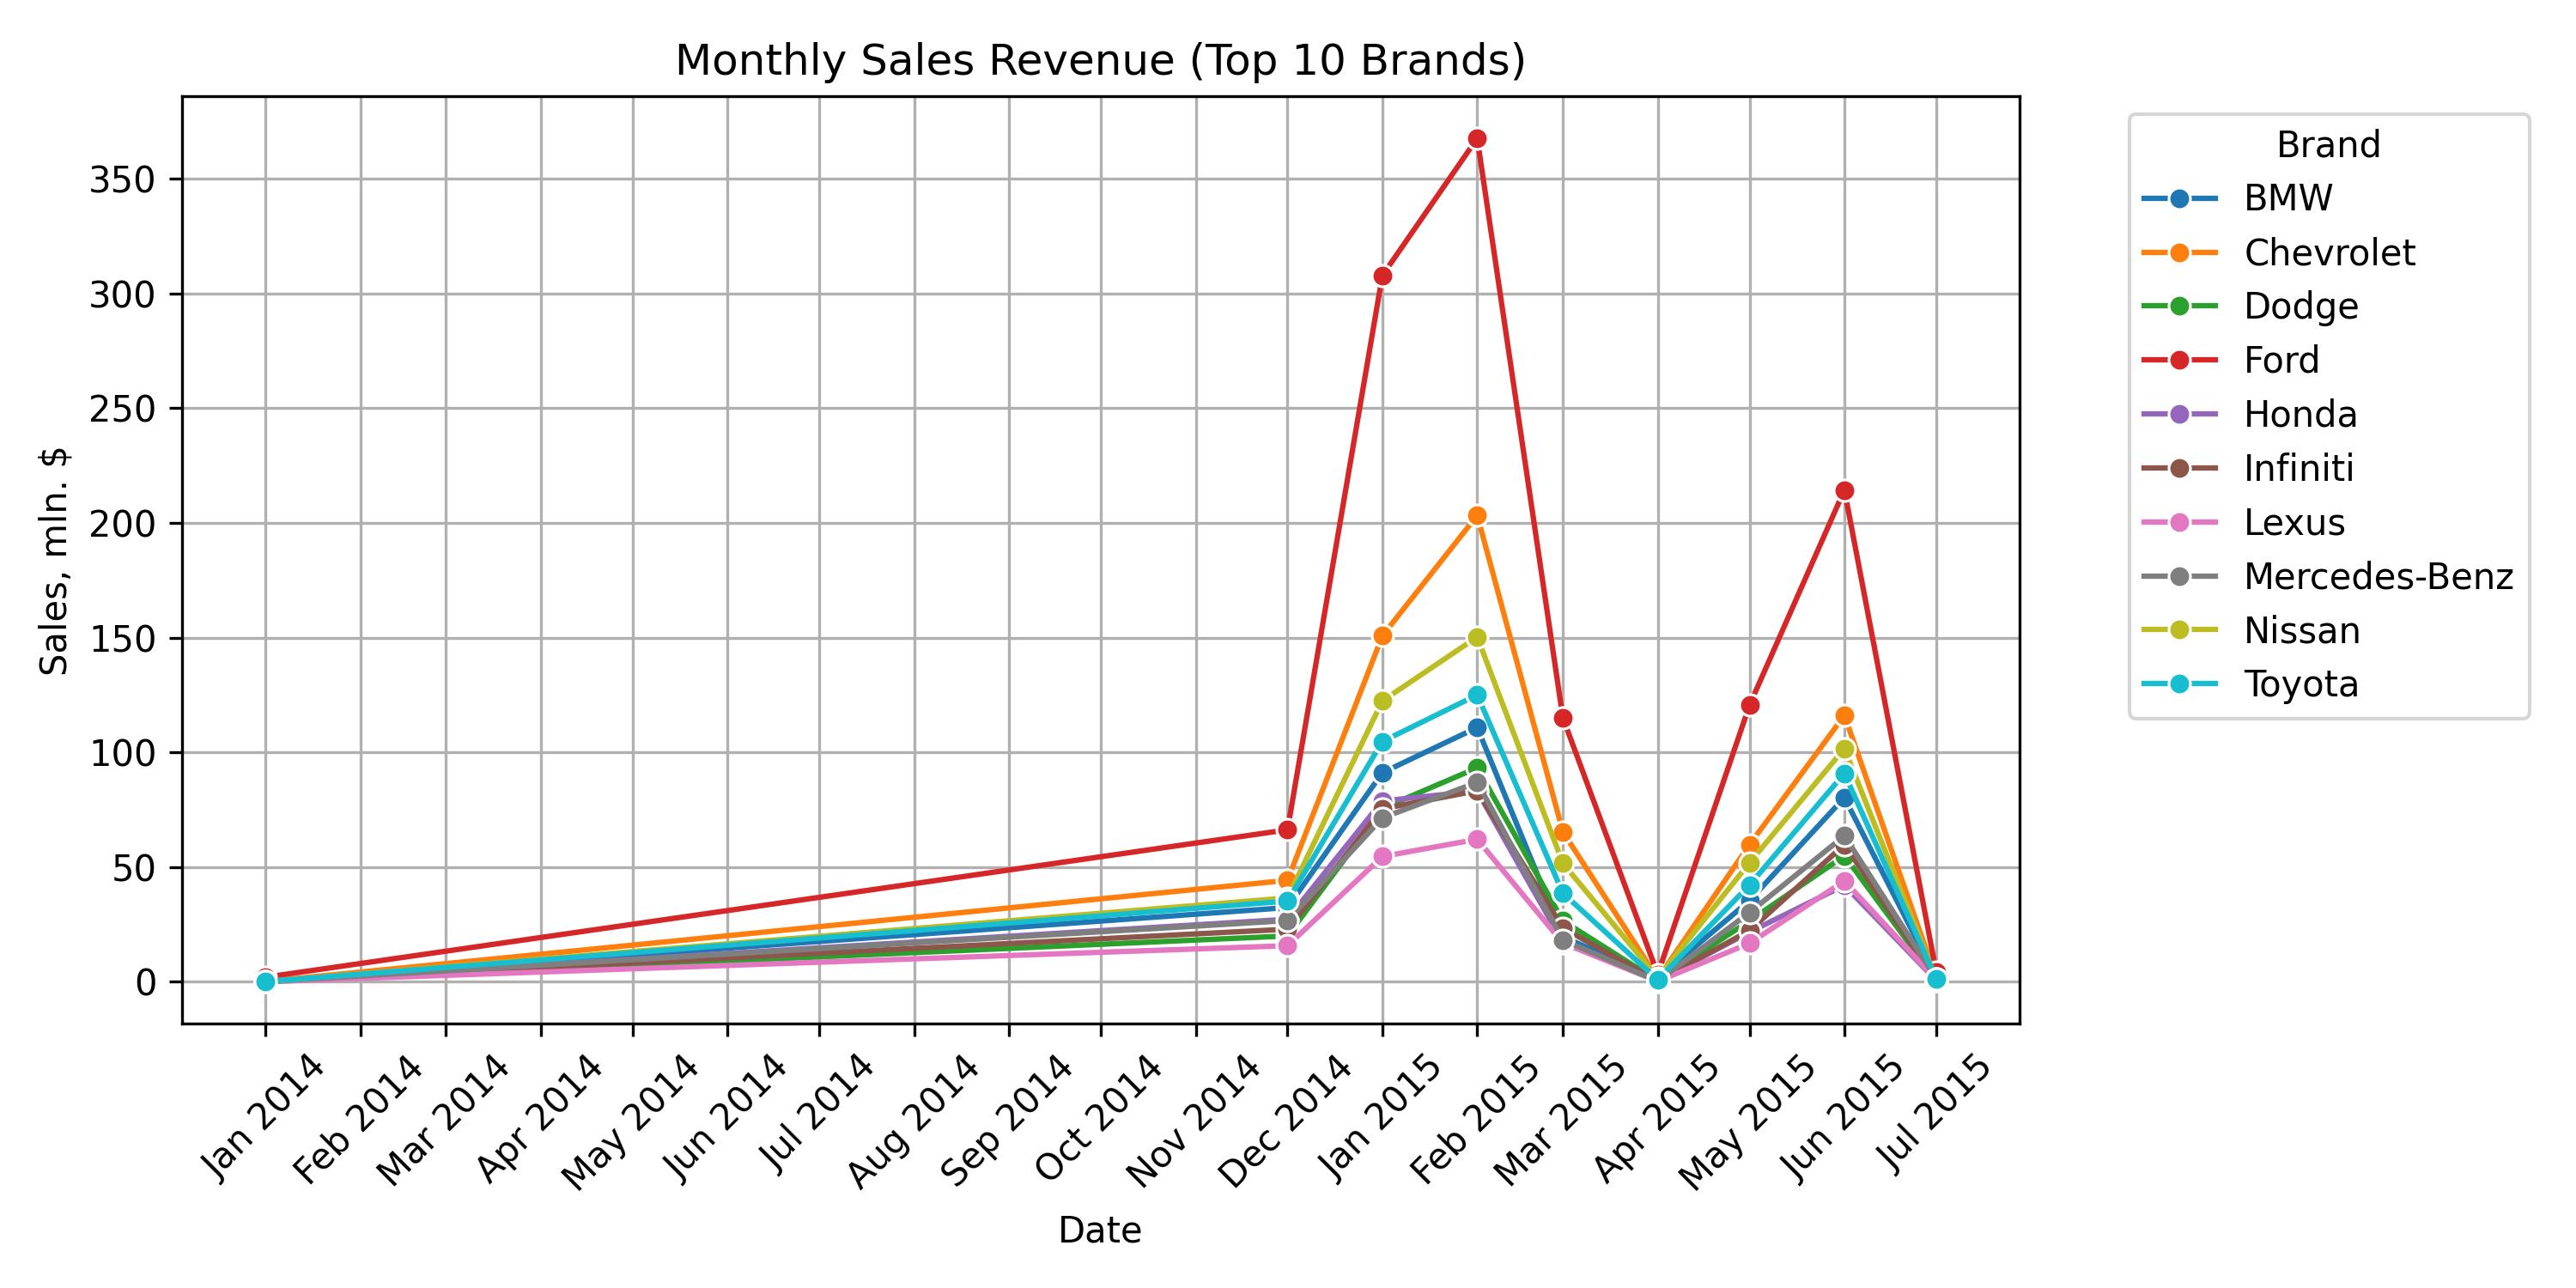 Monthly Sales Revenue (Top 10 Brands)
Sales, mln. $
350
300
250
200
150
100
50
0
Jan 2014
Feb 2014
Mar 2014
Apr 2014
May 2014
Jun 2014
Jul 2014
Aug 2014
Sep 2014
Oct 2014
Nov 2014
Dec 2014
Jan 2015
Feb 2015
Mar 2015
Apr 2015
May 2015
Jun 2015
Jul 2015
Date
Brand
BMW
Chevrolet
Dodge
Ford
Honda
Infiniti
Lexus
Mercedes-Benz
Nissan
Toyota